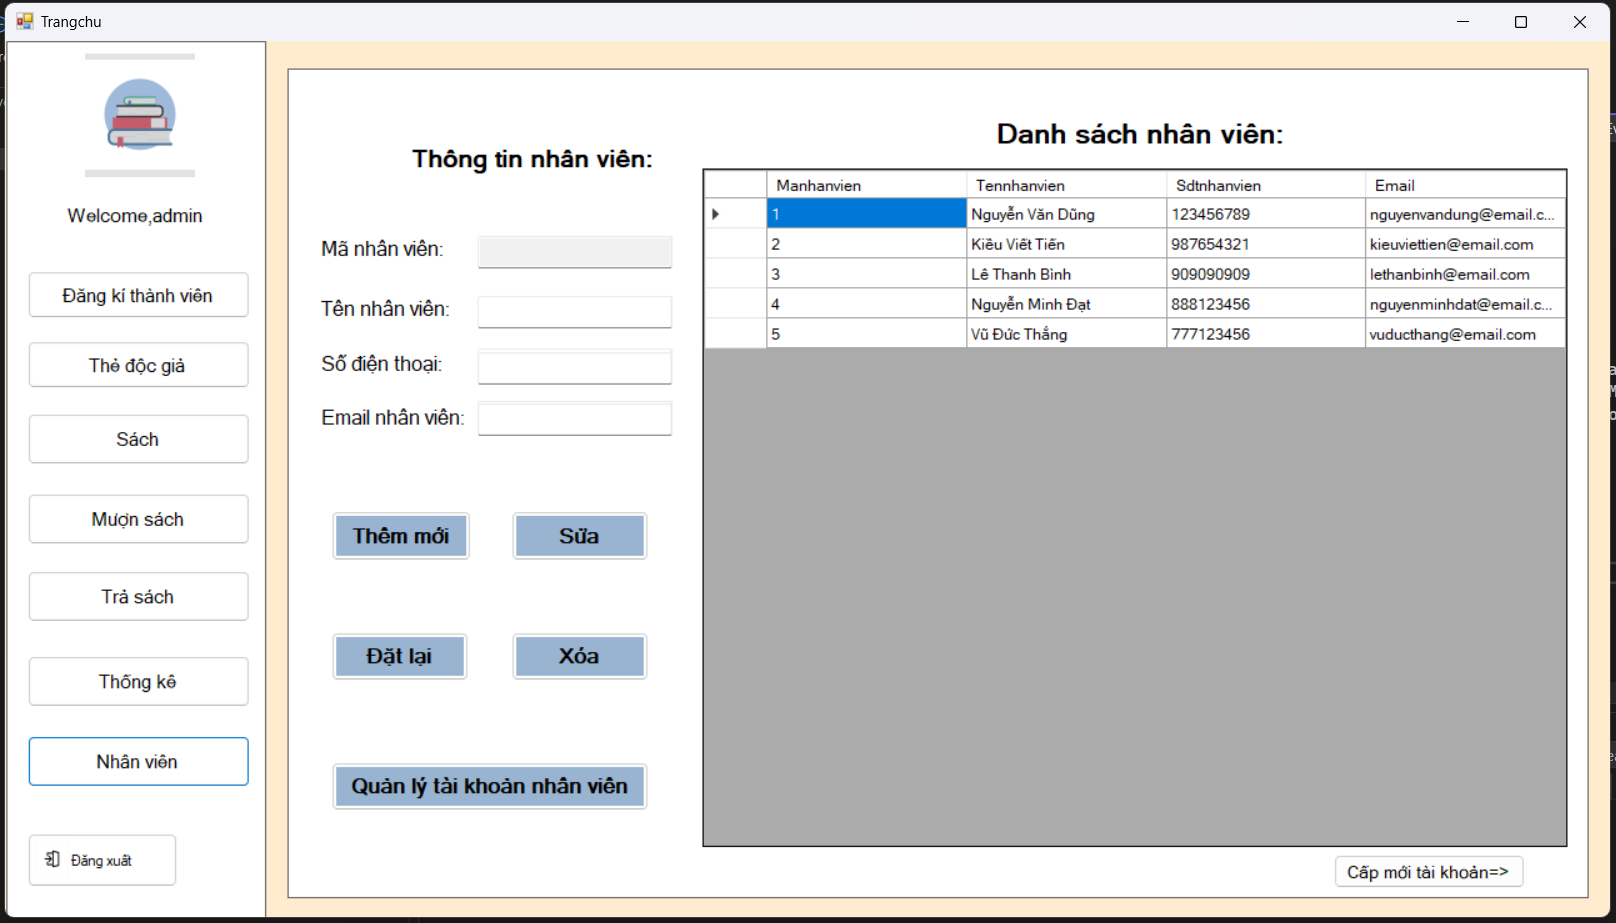 Trangchu
Welcome,admin
Đăng kí thành viên
Thẻ độc giả
Sách
Mượn sách
Trả sách
Thống kê
Nhân viên
Đăng xuất
Thông tin nhân viên:
Mã nhân viên:
Tên nhân viên:
Số điện thoại:
Email nhân viên:
Thêm mới
Sửa
Đặt lại
Xóa
Quản lý tài khoản nhân viên
Danh sách nhân viên:
Manhanvien Tennhanvien Sdtnhanvien Email
1 Nguyễn Văn Dũng 123456789 nguyenvandung@email.c...
2 Kiều Viết Tiến 987654321 kieuviettien@email.com
3 Lê Thanh Bình 909090909 lethanbinh@email.com
4 Nguyễn Minh Đạt 888123456 nguyenminhdat@email.c...
5 Vũ Đức Thắng 777123456 vuducthang@email.com
Cấp mới tài khoản=>